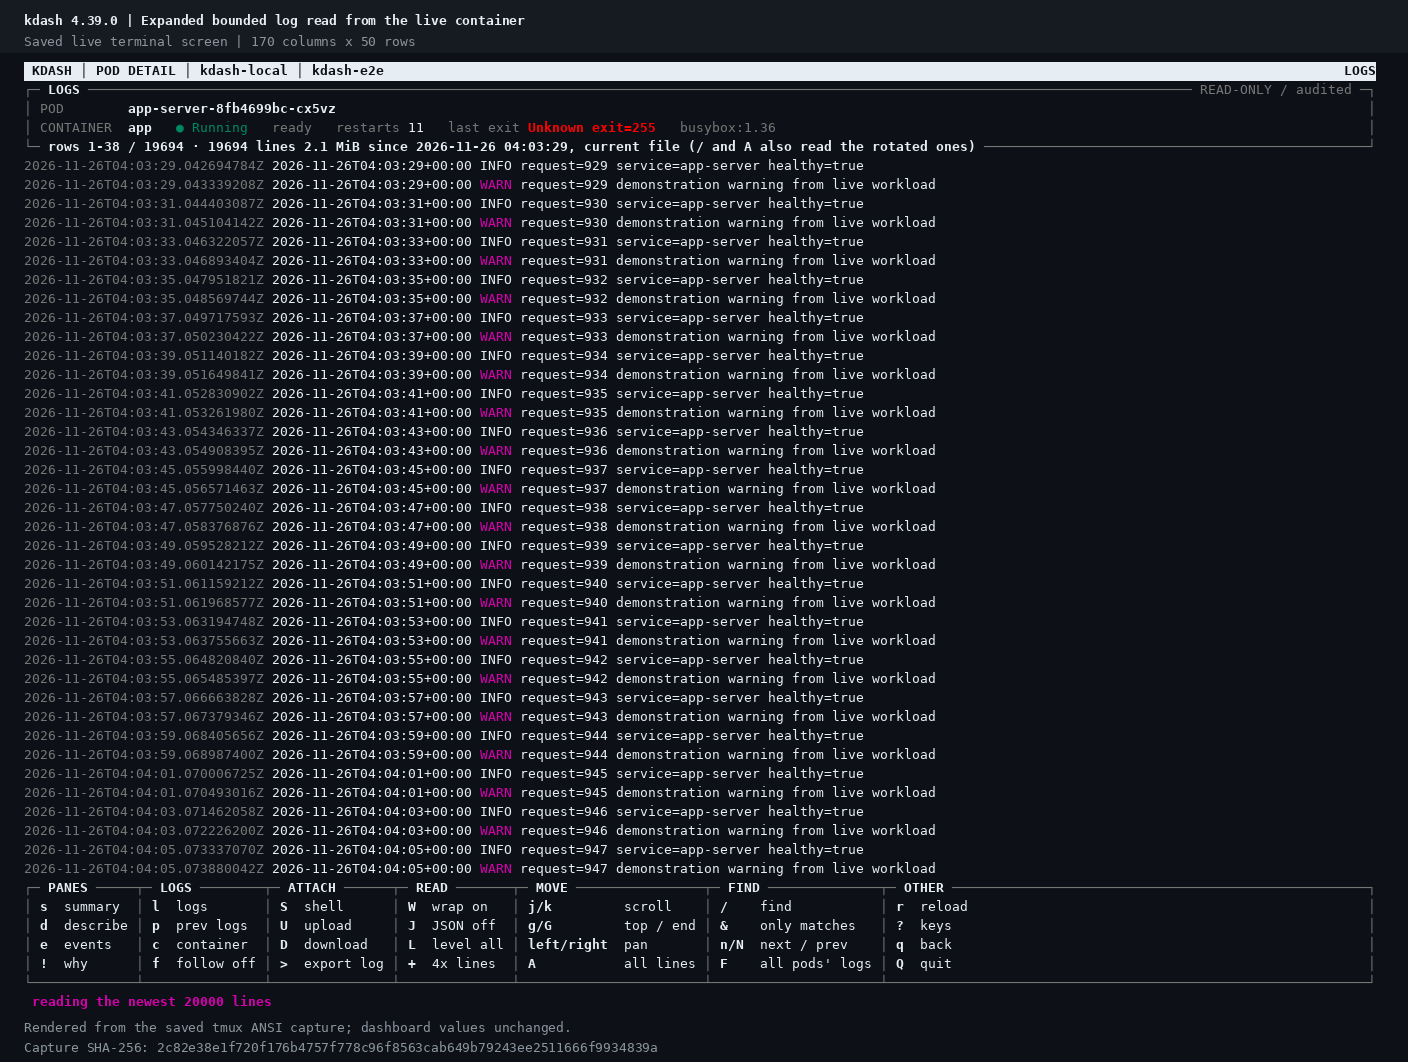 kdash 4.39.0 | Expanded bounded log read from the live container
Saved live terminal screen | 170 columns x 50 rows
KDASH │ POD DETAIL │ kdash-local │ kdash-e2e LOGS
LOGS READ-ONLY / audited
POD app-server-8fb4699bc-cx5vz
CONTAINER app ● Running ready restarts 11 last exit Unknown exit=255 busybox:1.36
rows 1-38 / 19694 · 19694 lines 2.1 MiB since 2026-11-26 04:03:29, current file (/ and A also read the rotated ones)
2026-11-26T04:03:29.042694784Z 2026-11-26T04:03:29+00:00 INFO request=929 service=app-server healthy=true
2026-11-26T04:03:29.043339208Z 2026-11-26T04:03:29+00:00 WARN request=929 demonstration warning from live workload
2026-11-26T04:03:31.044403087Z 2026-11-26T04:03:31+00:00 INFO request=930 service=app-server healthy=true
2026-11-26T04:03:31.045104142Z 2026-11-26T04:03:31+00:00 WARN request=930 demonstration warning from live workload
2026-11-26T04:03:33.046322057Z 2026-11-26T04:03:33+00:00 INFO request=931 service=app-server healthy=true
2026-11-26T04:03:33.046893404Z 2026-11-26T04:03:33+00:00 WARN request=931 demonstration warning from live workload
2026-11-26T04:03:35.047951821Z 2026-11-26T04:03:35+00:00 INFO request=932 service=app-server healthy=true
2026-11-26T04:03:35.048569744Z 2026-11-26T04:03:35+00:00 WARN request=932 demonstration warning from live workload
2026-11-26T04:03:37.049717593Z 2026-11-26T04:03:37+00:00 INFO request=933 service=app-server healthy=true
2026-11-26T04:03:37.050230422Z 2026-11-26T04:03:37+00:00 WARN request=933 demonstration warning from live workload
2026-11-26T04:03:39.051140182Z 2026-11-26T04:03:39+00:00 INFO request=934 service=app-server healthy=true
2026-11-26T04:03:39.051649841Z 2026-11-26T04:03:39+00:00 WARN request=934 demonstration warning from live workload
2026-11-26T04:03:41.052830902Z 2026-11-26T04:03:41+00:00 INFO request=935 service=app-server healthy=true
2026-11-26T04:03:41.053261980Z 2026-11-26T04:03:41+00:00 WARN request=935 demonstration warning from live workload
2026-11-26T04:03:43.054346337Z 2026-11-26T04:03:43+00:00 INFO request=936 service=app-server healthy=true
2026-11-26T04:03:43.054908395Z 2026-11-26T04:03:43+00:00 WARN request=936 demonstration warning from live workload
2026-11-26T04:03:45.055998440Z 2026-11-26T04:03:45+00:00 INFO request=937 service=app-server healthy=true
2026-11-26T04:03:45.056571463Z 2026-11-26T04:03:45+00:00 WARN request=937 demonstration warning from live workload
2026-11-26T04:03:47.057750240Z 2026-11-26T04:03:47+00:00 INFO request=938 service=app-server healthy=true
2026-11-26T04:03:47.058376876Z 2026-11-26T04:03:47+00:00 WARN request=938 demonstration warning from live workload
2026-11-26T04:03:49.059528212Z 2026-11-26T04:03:49+00:00 INFO request=939 service=app-server healthy=true
2026-11-26T04:03:49.060142175Z 2026-11-26T04:03:49+00:00 WARN request=939 demonstration warning from live workload
2026-11-26T04:03:51.061159212Z 2026-11-26T04:03:51+00:00 INFO request=940 service=app-server healthy=true
2026-11-26T04:03:51.061968577Z 2026-11-26T04:03:51+00:00 WARN request=940 demonstration warning from live workload
2026-11-26T04:03:53.063194748Z 2026-11-26T04:03:53+00:00 INFO request=941 service=app-server healthy=true
2026-11-26T04:03:53.063755663Z 2026-11-26T04:03:53+00:00 WARN request=941 demonstration warning from live workload
2026-11-26T04:03:55.064820840Z 2026-11-26T04:03:55+00:00 INFO request=942 service=app-server healthy=true
2026-11-26T04:03:55.065485397Z 2026-11-26T04:03:55+00:00 WARN request=942 demonstration warning from live workload
2026-11-26T04:03:57.066663828Z 2026-11-26T04:03:57+00:00 INFO request=943 service=app-server healthy=true
2026-11-26T04:03:57.067379346Z 2026-11-26T04:03:57+00:00 WARN request=943 demonstration warning from live workload
2026-11-26T04:03:59.068405656Z 2026-11-26T04:03:59+00:00 INFO request=944 service=app-server healthy=true
2026-11-26T04:03:59.068987400Z 2026-11-26T04:03:59+00:00 WARN request=944 demonstration warning from live workload
2026-11-26T04:04:01.070006725Z 2026-11-26T04:04:01+00:00 INFO request=945 service=app-server healthy=true
2026-11-26T04:04:01.070493016Z 2026-11-26T04:04:01+00:00 WARN request=945 demonstration warning from live workload
2026-11-26T04:04:03.071462058Z 2026-11-26T04:04:03+00:00 INFO request=946 service=app-server healthy=true
2026-11-26T04:04:03.072226200Z 2026-11-26T04:04:03+00:00 WARN request=946 demonstration warning from live workload
2026-11-26T04:04:05.073337070Z 2026-11-26T04:04:05+00:00 INFO request=947 service=app-server healthy=true
2026-11-26T04:04:05.073880042Z 2026-11-26T04:04:05+00:00 WARN request=947 demonstration warning from live workload
PANES LOGS ATTACH READ MOVE FIND OTHER
s summary │ l logs │ S shell │ W wrap on │ j/k scroll │ / find │ r reload
d describe │ p prev logs │ U upload │ J JSON off │ g/G top / end │ & only matches │ ? keys
e events │ c container │ D download │ L level all │ left/right pan │ n/N next / prev │ q back
! why │ f follow off │ > export log │ + 4x lines │ A all lines │ F all pods' logs │ Q quit
reading the newest 20000 lines
Rendered from the saved tmux ANSI capture; dashboard values unchanged.
Capture SHA-256: 2c82e38e1f720f176b4757f778c96f8563cab649b79243ee2511666f9934839a